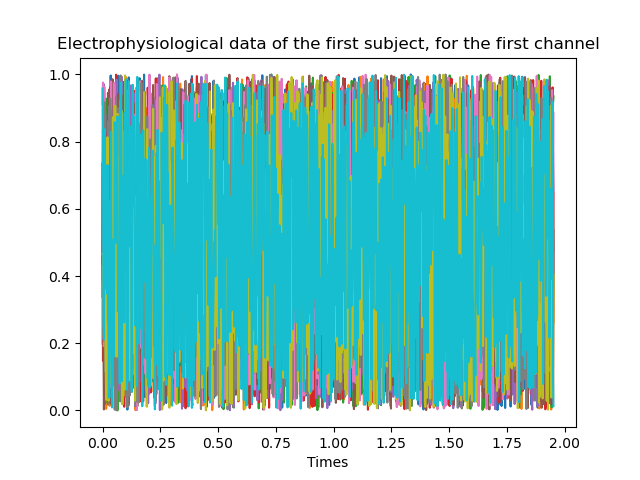 Electrophysiological data of the first subject, for the first channel
1.0
0.8
0.6
0.4
0.2
0.0
0.00 0.25 0.50 0.75 1.00 1.25 1.50 1.75 2.00
Times